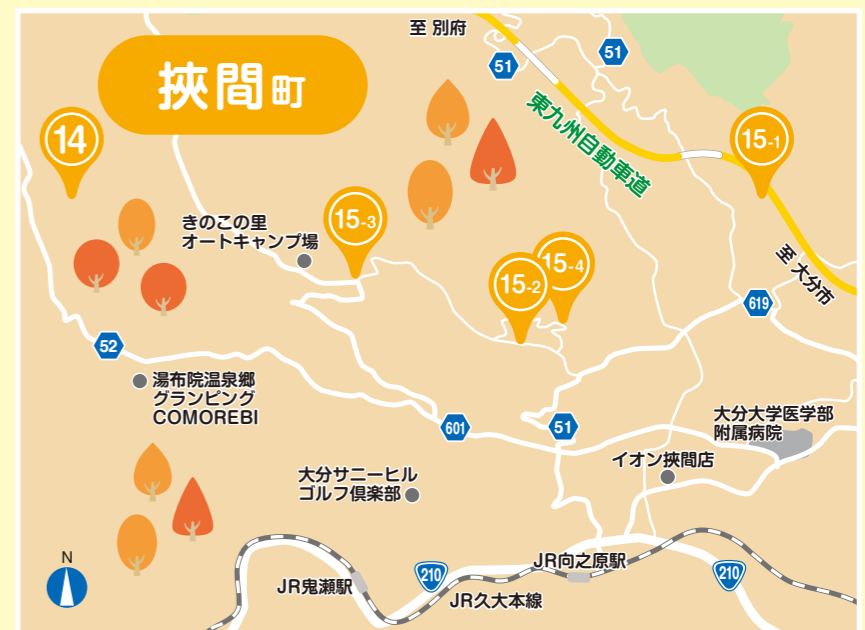 至 別府
51
51
挾間町
14
東九州自動車道
15-1
きのこの里
オートキャンプ場
15-3
15-4
15-2
至 大分市
619
52
湯布院温泉郷
グランピング
COMOREBI
601
51
大分大学医学部
附属病院
イオン挾間店
大分サニーヒル
ゴルフ倶楽部
N
JR鬼瀬駅
210
JR向之原駅
210
JR久大本線